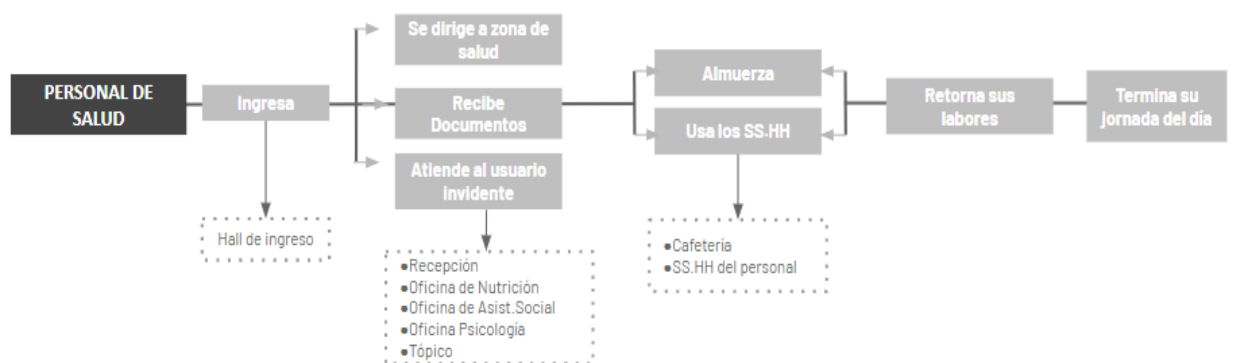 PERSONAL DE
SALUD
Ingresa
Se dirige a zona de
salud
Recibe
Documentos
Atiende al usuario
invidente
Almuerza
Usa los SS.HH
Retorna sus
labores
Termina su
jornada del día
Hall de ingreso
●Recepción
●Oficina de Nutrición
●Oficina de Asist.Social
●Oficina Psicología
●Tópico
●Cafetería
●SS.HH del personal